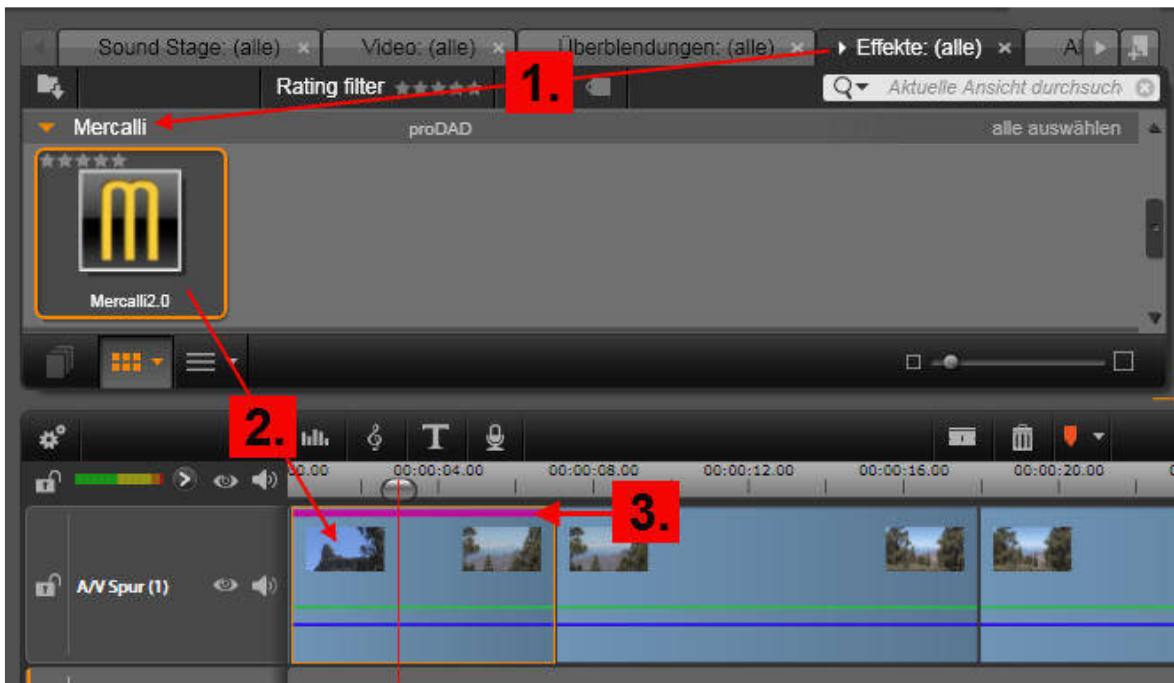 Sound Stage: (alle) × Video: (alle) × Überblendungen: (alle) × Effekte: (alle) ×
1.
Rating filter
Aktuelle Ansicht durchsuch
Mercalli proDAD alle auswählen
Mercalli2.0
2.
T
00.00 00:00:04.00 00:00:08.00 00:00:12.00 00:00:16.00 00:00:20.00
3.
A/V Spur (1)